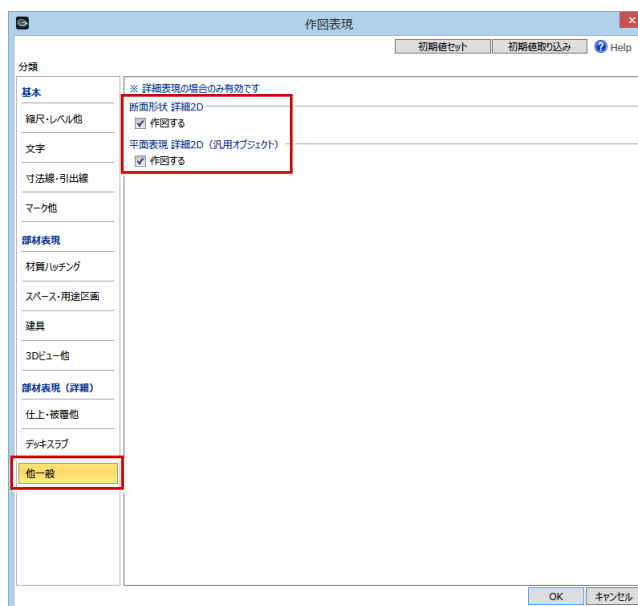 作図表現
初期値セット
初期値取り込み
Help
分類
基本
縮尺・レベル他
文字
寸法線・引出線
マーク他
部材表現
材質ハッチング
スペース・用途区画
建具
3Dビュー他
部材表現（詳細）
仕上・被覆他
デッキスラブ
他一般
※ 詳細表現の場合のみ有効です
断面形状 詳細2D
作図する
平面表現 詳細2D（汎用オブジェクト）
作図する
OK
キャンセル